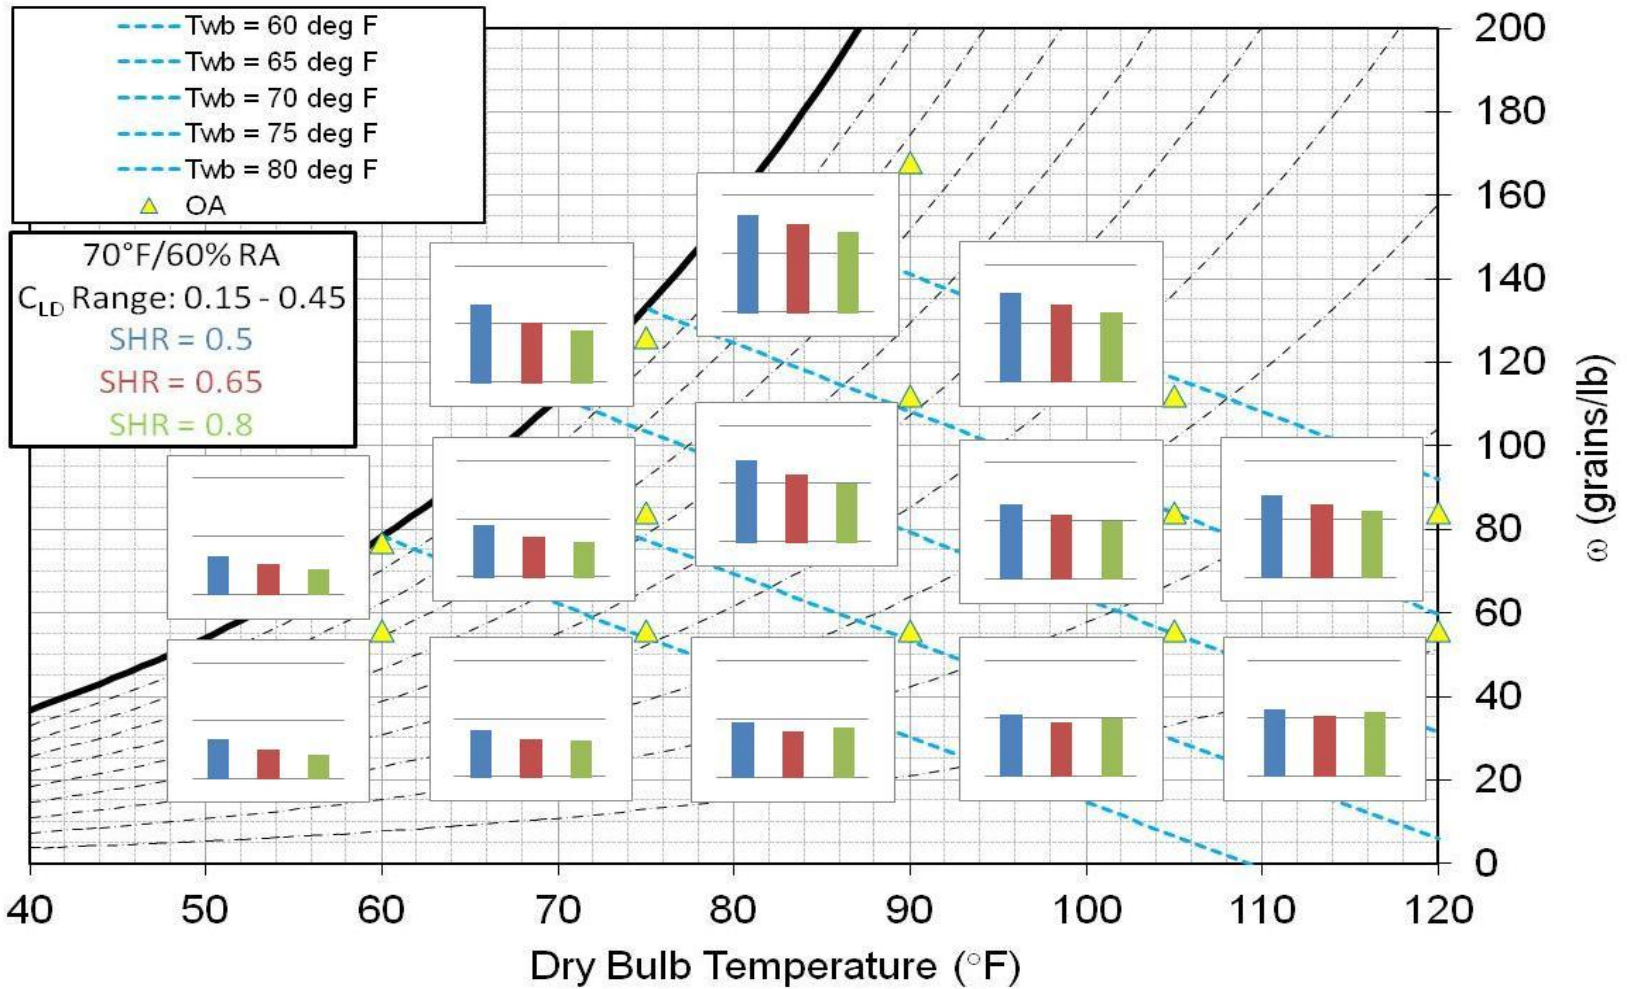 Twb = 60 deg F
Twb = 65 deg F
Twb = 70 deg F
Twb = 75 deg F
Twb = 80 deg F
OA
70°F/60% RA
CLD Range: 0.15 - 0.45
SHR = 0.5
SHR = 0.65
SHR = 0.8
200
180
160
140
120
100
80
60
40
20
0
ω (grains/lb)
40 50 60 70 80 90 100 110 120
Dry Bulb Temperature (°F)